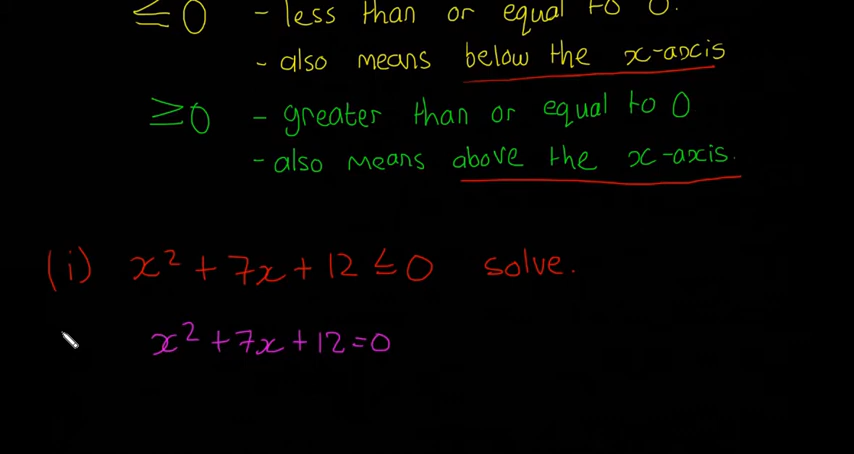 ≤0 - less than or equal to 0.
- also means below the x-axis
≥0 - greater than or equal to 0
- also means above the x-axis.
(i) x² + 7x + 12 ≤ 0 solve.
x² + 7x + 12 = 0